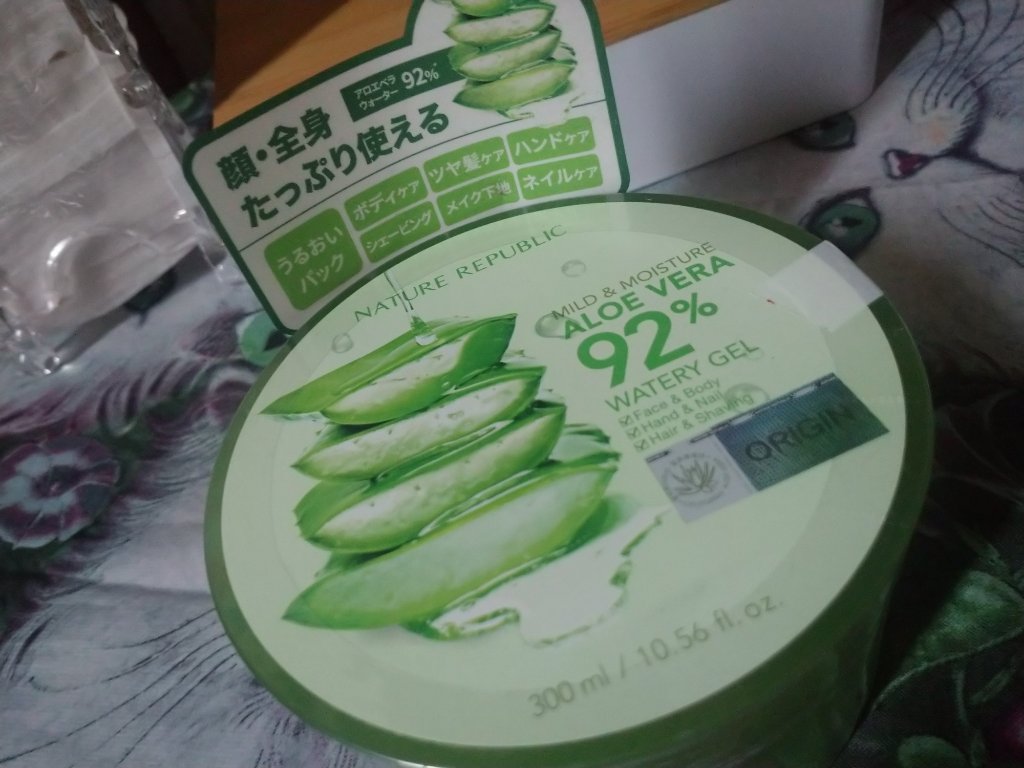 アロエベラ
ウォーター 92%*
顔・全身
たっぷり使える
うるおい
パック
ボディケア
ツヤ髪ケア
ハンドケア
シェービング
メイク下地
ネイルケア
NATURE REPUBLIC
MILD & MOISTURE
ALOE VERA
92%
WATERY GEL
Face & Body
Hand & Nail
Hair & Shaving
ORIGIN
300 ml / 10.56 fl. oz.